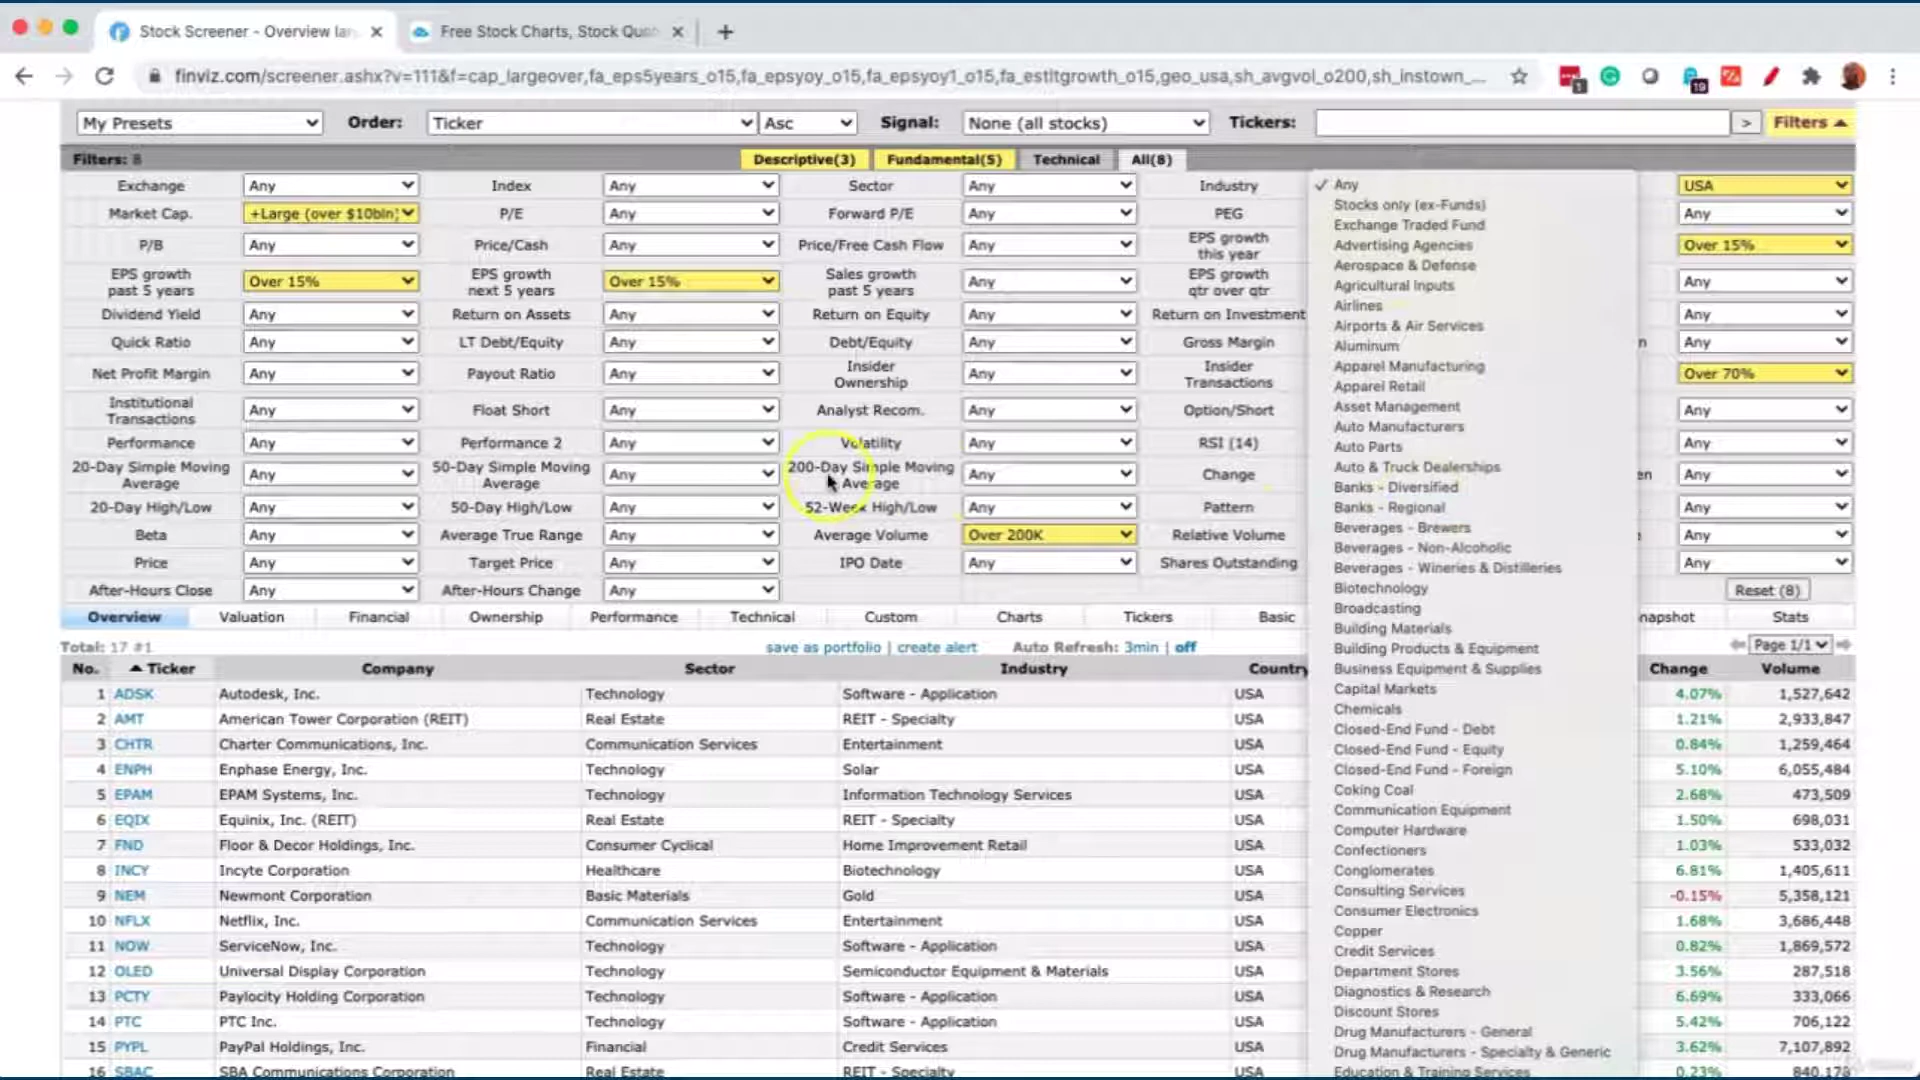 Stock Screener - Overview lar
Free Stock Charts, Stock Quo
finviz.com/screener.ashx?v=111&f=cap_largeover,fa_eps5years_o15,fa_epsyoy_o15,fa_epsyoy1_o15,fa_estltgrowth_o15,geo_usa,sh_avgvol_o200,sh_instown_...
1
19
My Presets Order: Ticker Asc Signal: None (all stocks) Tickers: > Filters
Filters: 8 Descriptive(3) Fundamental(5) Technical All(8)
Exchange Any Index Any Sector Any Industry USA
Market Cap. +Large (over $10bln) P/E Any Forward P/E Any PEG Any
P/B Any Price/Cash Any Price/Free Cash Flow Any EPS growth this year Over 15%
EPS growth past 5 years Over 15% EPS growth next 5 years Over 15% Sales growth past 5 years Any EPS growth qtr over qtr Any
Dividend Yield Any Return on Assets Any Return on Equity Any Return on Investment Any
Quick Ratio Any LT Debt/Equity Any Debt/Equity Any Gross Margin n Any
Net Profit Margin Any Payout Ratio Any Insider Ownership Any Insider Transactions Over 70%
Institutional Transactions Any Float Short Any Analyst Recom. Any Option/Short Any
Performance Any Performance 2 Any Volatility Any RSI (14) Any
20-Day Simple Moving Average Any 50-Day Simple Moving Average Any 200-Day Simple Moving Average Any Change en Any
20-Day High/Low Any 50-Day High/Low Any 52-Week High/Low Any Pattern Any
Beta Any Average True Range Any Average Volume Over 200K Relative Volume Any
Price Any Target Price Any IPO Date Any Shares Outstanding Any
After-Hours Close Any After-Hours Change Any Reset (8)
Any
Stocks only (ex-Funds)
Exchange Traded Fund
Advertising Agencies
Aerospace & Defense
Agricultural Inputs
Airlines
Airports & Air Services
Aluminum
Apparel Manufacturing
Apparel Retail
Asset Management
Auto Manufacturers
Auto Parts
Auto & Truck Dealerships
Banks - Diversified
Banks - Regional
Beverages - Brewers
Beverages - Non-Alcoholic
Beverages - Wineries & Distilleries
Biotechnology
Broadcasting
Building Materials
Building Products & Equipment
Business Equipment & Supplies
Capital Markets
Chemicals
Closed-End Fund - Debt
Closed-End Fund - Equity
Closed-End Fund - Foreign
Coking Coal
Communication Equipment
Computer Hardware
Confectioners
Conglomerates
Consulting Services
Consumer Electronics
Copper
Credit Services
Department Stores
Diagnostics & Research
Discount Stores
Drug Manufacturers - General
Drug Manufacturers - Specialty & Generic
Education & Training Services
Overview Valuation Financial Ownership Performance Technical Custom Charts Tickers Basic napshot Stats
Total: 17 #1 save as portfolio | create alert Auto Refresh: 3min | off Page 1/1
No. Ticker Company Sector Industry Country Change Volume
1 ADSK Autodesk, Inc. Technology Software - Application USA 4.07% 1,527,642
2 AMT American Tower Corporation (REIT) Real Estate REIT - Specialty USA 1.21% 2,933,847
3 CHTR Charter Communications, Inc. Communication Services Entertainment USA 0.84% 1,259,464
4 ENPH Enphase Energy, Inc. Technology Solar USA 5.10% 6,055,484
5 EPAM EPAM Systems, Inc. Technology Information Technology Services USA 2.68% 473,509
6 EQIX Equinix, Inc. (REIT) Real Estate REIT - Specialty USA 1.50% 698,031
7 FND Floor & Decor Holdings, Inc. Consumer Cyclical Home Improvement Retail USA 1.03% 533,032
8 INCY Incyte Corporation Healthcare Biotechnology USA 6.81% 1,405,611
9 NEM Newmont Corporation Basic Materials Gold USA -0.15% 5,358,121
10 NFLX Netflix, Inc. Communication Services Entertainment USA 1.68% 3,686,448
11 NOW ServiceNow, Inc. Technology Software - Application USA 0.82% 1,869,572
12 OLED Universal Display Corporation Technology Semiconductor Equipment & Materials USA 3.56% 287,518
13 PCTY Paylocity Holding Corporation Technology Software - Application USA 6.69% 333,066
14 PTC PTC Inc. Technology Software - Application USA 5.42% 706,122
15 PYPL PayPal Holdings, Inc. Financial Credit Services USA 3.62% 7,107,892
16 SBAC SBA Communications Corporation Real Estate REIT - Specialty USA 0.23% 840,178